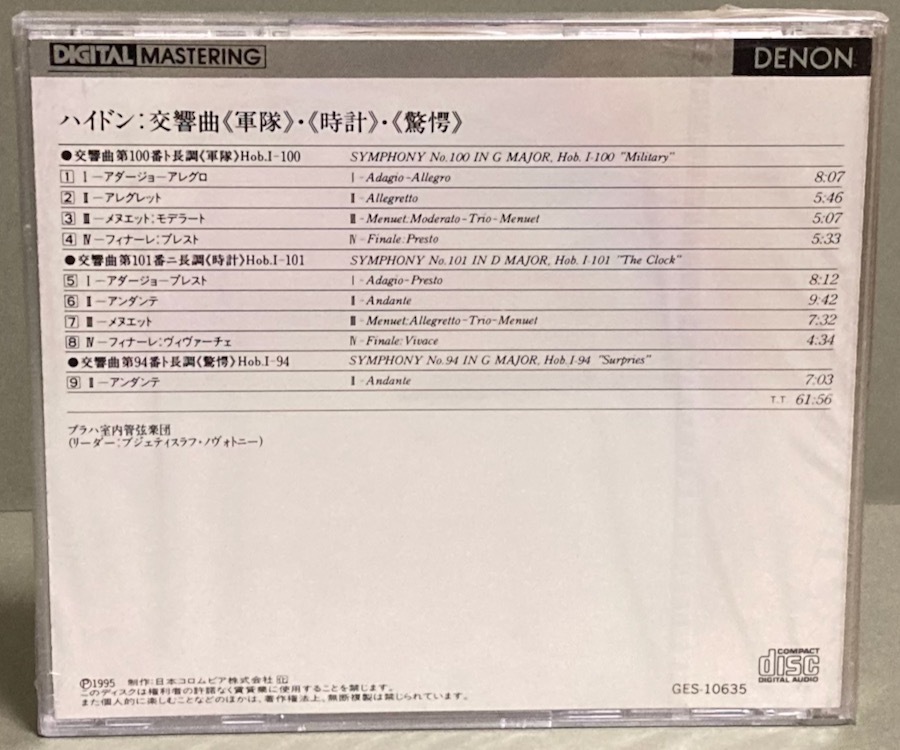 DIGITAL MASTERING
DENON
ハイドン:交響曲《軍隊》・《時計》・《驚愕》
●交響曲第100番ト長調《軍隊》Hob.I-100 SYMPHONY No.100 IN G MAJOR, Hob. I-100 "Military"
1 I-アダージョ-アレグロ I-Adagio-Allegro 8:07
2 II-アレグレット II-Allegretto 5:46
3 III-メヌエット:モデラート III-Menuet:Moderato-Trio-Menuet 5:07
4 IV-フィナーレ:プレスト IV-Finale:Presto 5:33
●交響曲第101番ニ長調《時計》Hob.I-101 SYMPHONY No.101 IN D MAJOR, Hob. I-101 "The Clock"
5 I-アダージョ-プレスト I-Adagio-Presto 8:12
6 II-アンダンテ II-Andante 9:42
7 III-メヌエット III-Menuet:Allegretto-Trio-Menuet 7:32
8 IV-フィナーレ:ヴィヴァーチェ IV-Finale:Vivace 4:34
●交響曲第94番ト長調《驚愕》Hob.I-94 SYMPHONY No.94 IN G MAJOR, Hob.I-94 "Surpries"
9 II-アンダンテ II-Andante 7:03
T.T. 61:56
プラハ室内管弦楽団
(リーダー:ブジェティスラフ・ノヴォトニー)
℗1995 制作:日本コロムビア株式会社
このディスクは権利者の許諾なく賃貸業に使用することを禁じます。
また個人的に楽しむことなどのほかは、著作権法上、無断複製は禁じられています。
COMPACT
disc
DIGITAL AUDIO
GES-10635